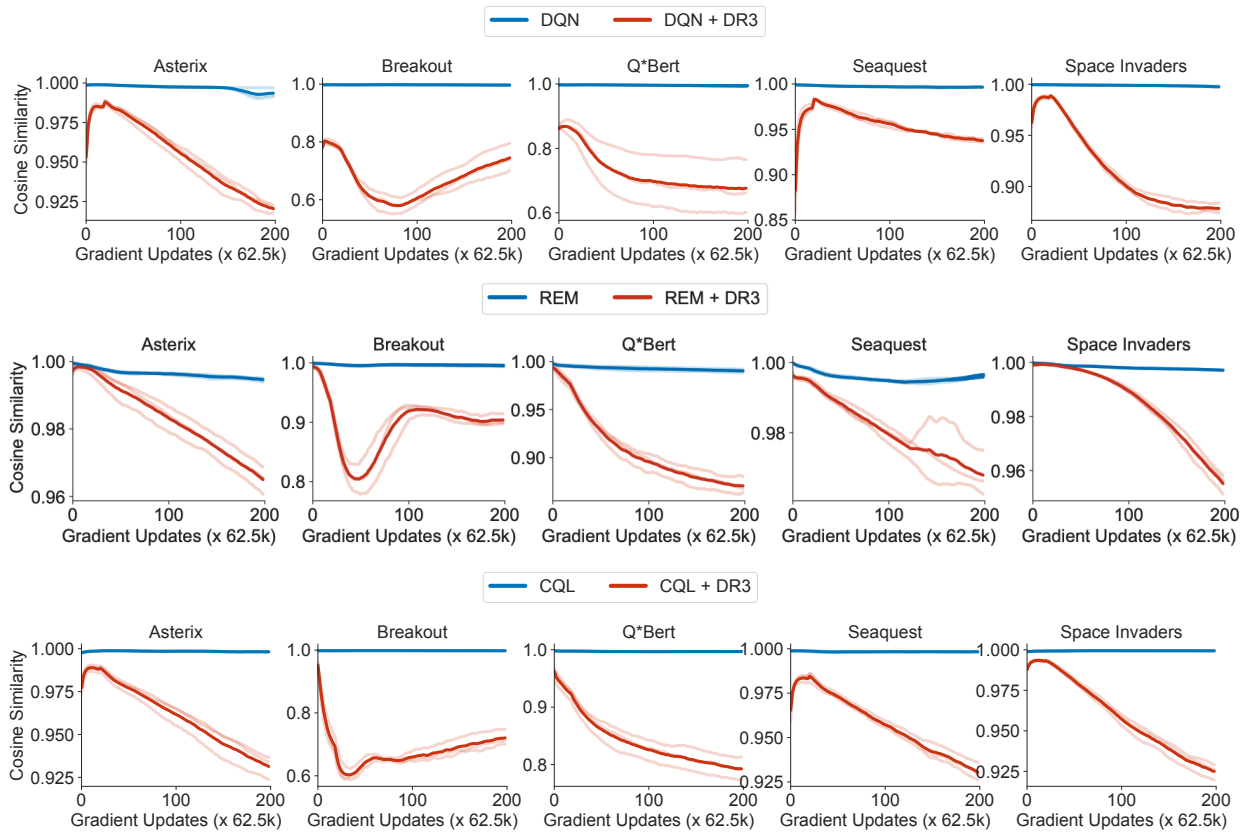 DQN DQN + DR3
Asterix Breakout Q*Bert Seaquest Space Invaders
Cosine Similarity
1.000 0.975 0.950 0.925
1.0 0.8 0.6
1.0 0.8 0.6
1.00 0.95 0.90 0.85
1.00 0.95 0.90
0 100 200 0 100 200 0 100 200 0 100 200 0 100 200
Gradient Updates (x 62.5k) Gradient Updates (x 62.5k) Gradient Updates (x 62.5k) Gradient Updates (x 62.5k) Gradient Updates (x 62.5k)
REM REM + DR3
Asterix Breakout Q*Bert Seaquest Space Invaders
Cosine Similarity
1.00 0.98 0.96
1.0 0.9 0.8
1.00 0.95 0.90
1.00 0.98
1.00 0.98 0.96
0 100 200 0 100 200 0 100 200 0 100 200 0 100 200
Gradient Updates (x 62.5k) Gradient Updates (x 62.5k) Gradient Updates (x 62.5k) Gradient Updates (x 62.5k) Gradient Updates (x 62.5k)
CQL CQL + DR3
Asterix Breakout Q*Bert Seaquest Space Invaders
Cosine Similarity
1.000 0.975 0.950 0.925
1.0 0.8 0.6
1.0 0.9 0.8
1.000 0.975 0.950 0.925
1.000 0.975 0.950 0.925
0 100 200 0 100 200 0 100 200 0 100 200 0 100 200
Gradient Updates (x 62.5k) Gradient Updates (x 62.5k) Gradient Updates (x 62.5k) Gradient Updates (x 62.5k) Gradient Updates (x 62.5k)